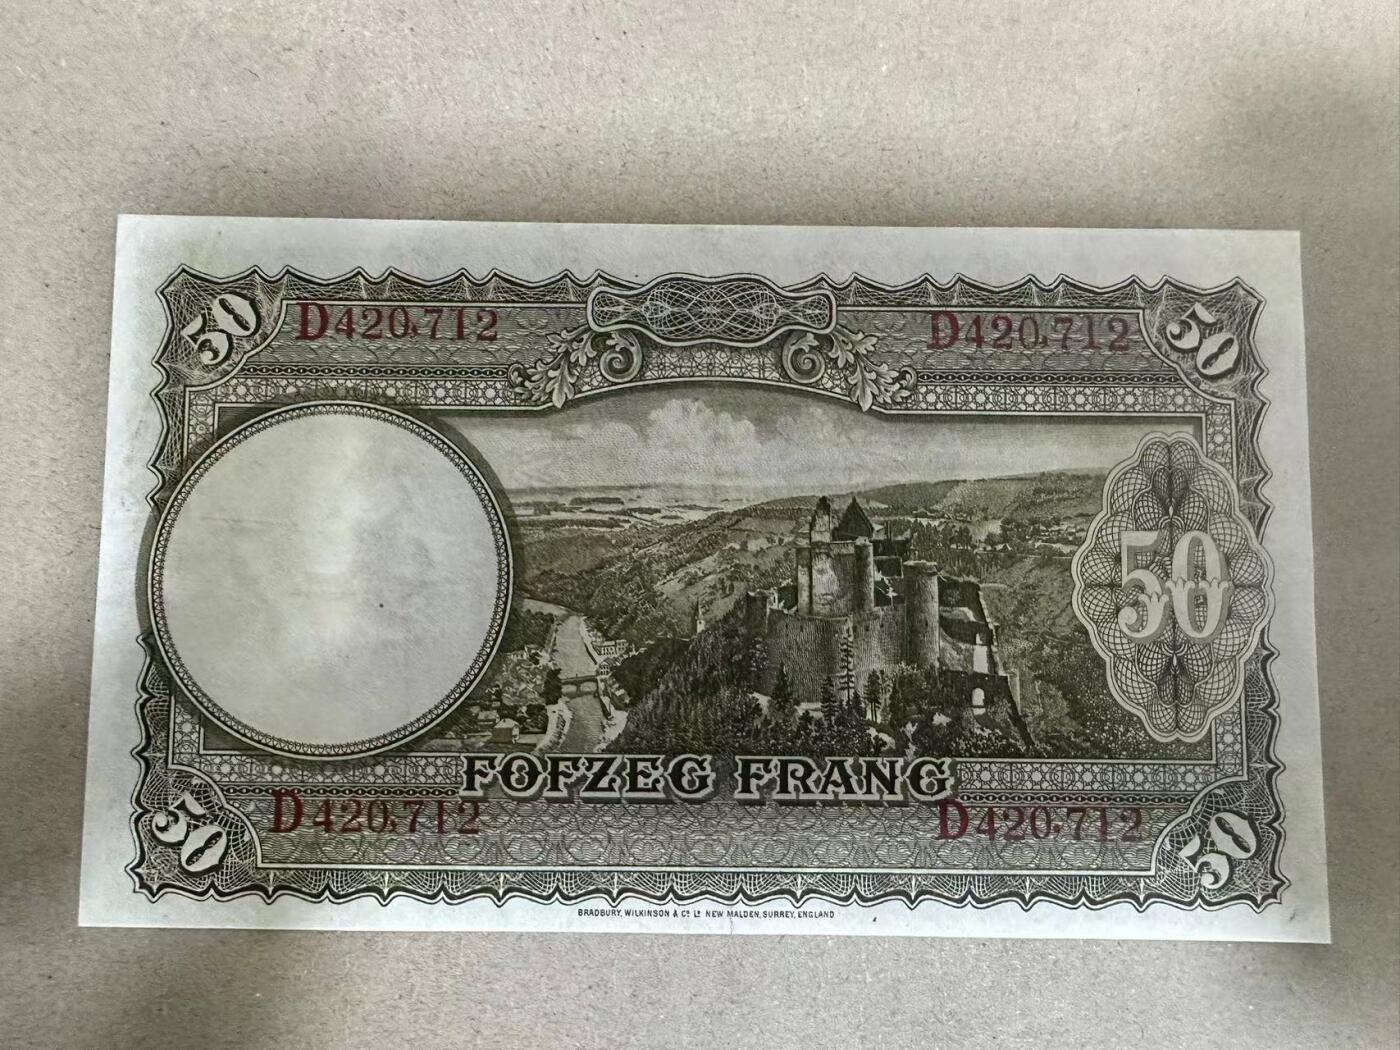 50 50
D420,712 D420,712
50
FOFZEG FRANG
D420,712 D420,712
50 50
BRADBURY, WILKINSON & Cº Lᴰ NEW MALDEN, SURREY, ENGLAND